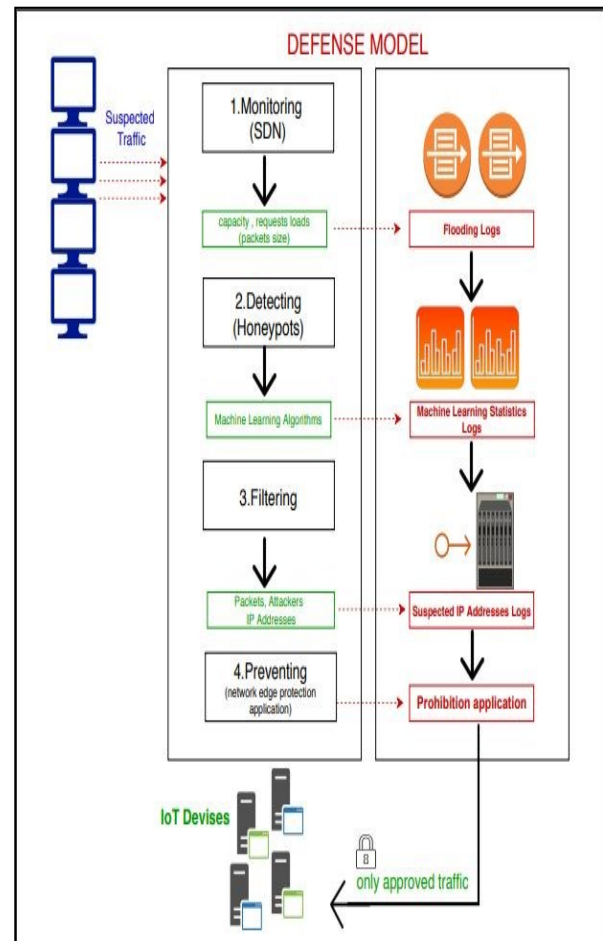 DEFENSE MODEL
Suspected
Traffic
1.Monitoring
(SDN)
capacity , requests loads
(packets size)
Flooding Logs
2.Detecting
(Honeypots)
Machine Learning Algorithms
Machine Learning Statistics
Logs
3.Filtering
Packets, Attackers
IP Addresses
Suspected IP Addresses Logs
4.Preventing
(network edge protection
application)
Prohibition application
IoT Devises
only approved traffic